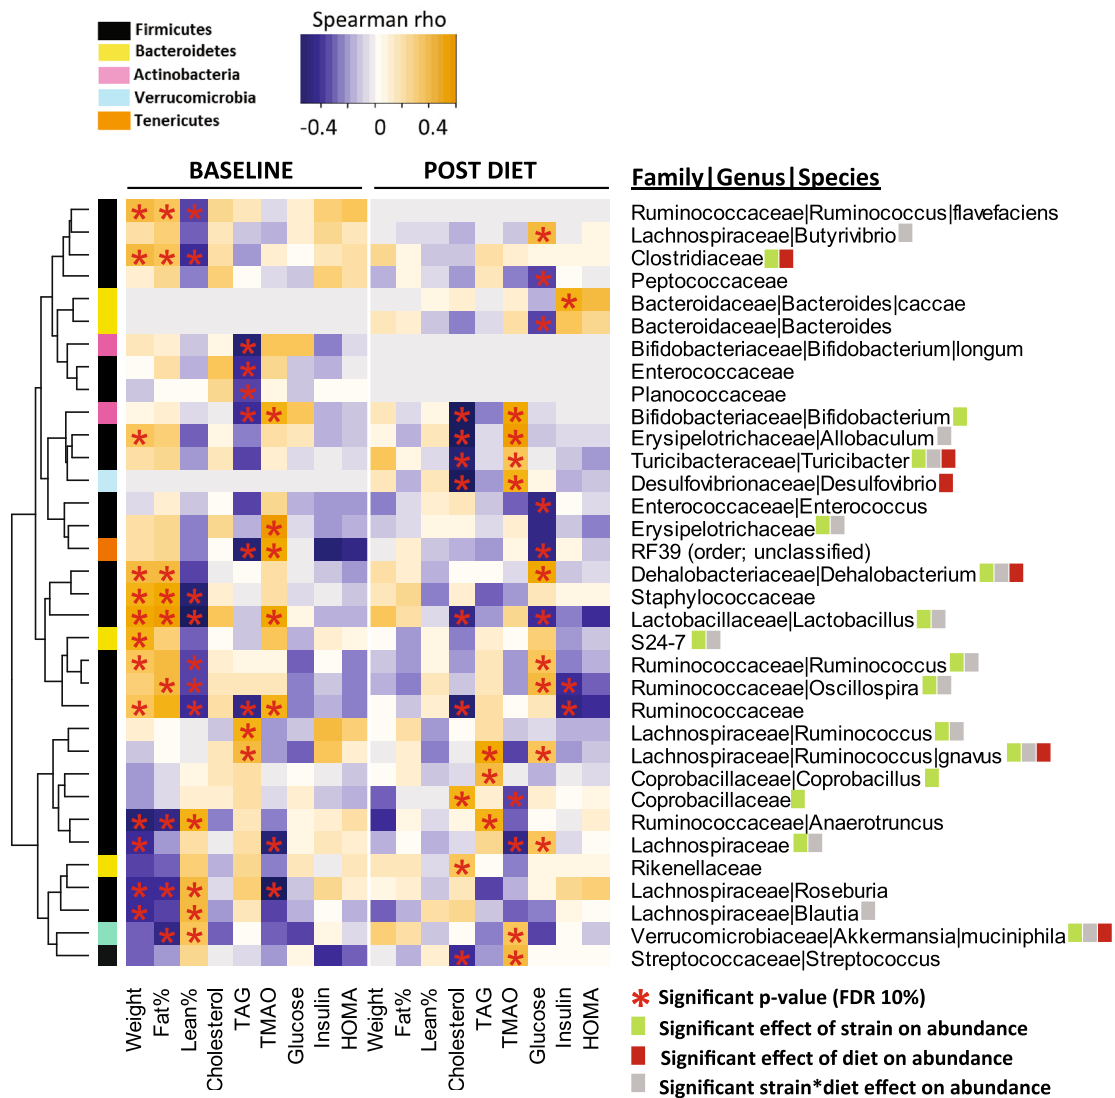 Spearman rho
Firmicutes
Bacteroidetes
Actinobacteria
Verrucomicrobia
Tenericutes
-0.4 0 0.4
BASELINE POST DIET
Family|Genus|Species
Ruminococcaceae|Ruminococcus|flavefaciens
Lachnospiraceae|Butyrivibrio
Clostridiaceae
Peptococcaceae
Bacteroidaceae|Bacteroides|caccae
Bacteroidaceae|Bacteroides
Bifidobacteriaceae|Bifidobacterium|longum
Enterococcaceae
Planococcaceae
Bifidobacteriaceae|Bifidobacterium
Erysipelotrichaceae|Allobaculum
Turicibacteraceae|Turicibacter
Desulfovibrionaceae|Desulfovibrio
Enterococcaceae|Enterococcus
Erysipelotrichaceae
RF39 (order; unclassified)
Dehalobacteriaceae|Dehalobacterium
Staphylococcaceae
Lactobacillaceae|Lactobacillus
S24-7
Ruminococcaceae|Ruminococcus
Ruminococcaceae|Oscillospira
Ruminococcaceae
Lachnospiraceae|Ruminococcus
Lachnospiraceae|Ruminococcus|gnavus
Coprobacillaceae|Coprobacillus
Coprobacillaceae
Ruminococcaceae|Anaerotruncus
Lachnospiraceae
Rikenellaceae
Lachnospiraceae|Roseburia
Lachnospiraceae|Blautia
Verrucomicrobiaceae|Akkermansia|muciniphila
Streptococcaceae|Streptococcus
Weight
Fat%
Lean%
Cholesterol
TAG
TMAO
Glucose
Insulin
HOMA
Weight
Fat%
Lean%
Cholesterol
TAG
TMAO
Glucose
Insulin
HOMA
Significant p-value (FDR 10%)
Significant effect of strain on abundance
Significant effect of diet on abundance
Significant strain*diet effect on abundance